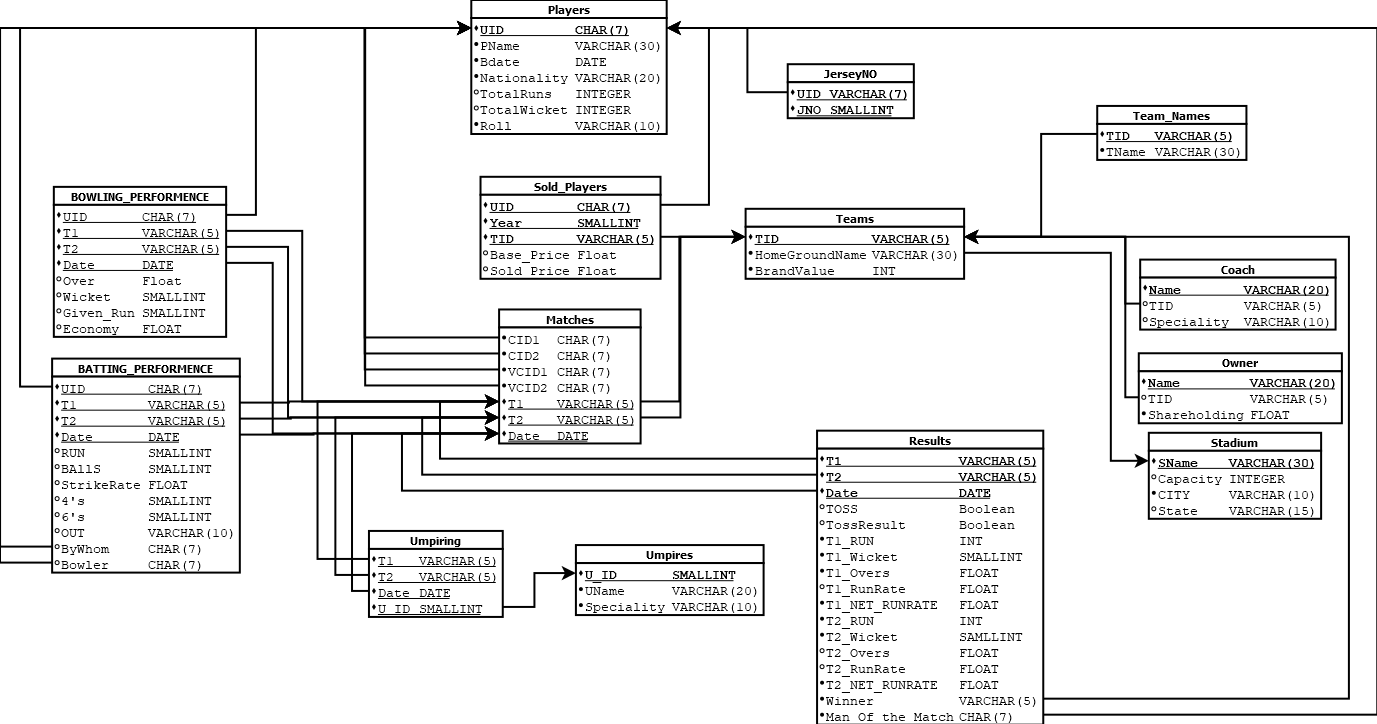 Players
UID CHAR(7)
PName VARCHAR(30)
Bdate DATE
Nationality VARCHAR(20)
TotalRuns INTEGER
TotalWicket INTEGER
Roll VARCHAR(10)
JerseyNO
UID VARCHAR(7)
JNO SMALLINT
Team_Names
TID VARCHAR(5)
TName VARCHAR(30)
BOWLING_PERFORMENCE
UID CHAR(7)
T1 VARCHAR(5)
T2 VARCHAR(5)
Date DATE
Over Float
Wicket SMALLINT
Given_Run SMALLINT
Economy FLOAT
Sold_Players
UID CHAR(7)
Year SMALLINT
TID VARCHAR(5)
Base_Price Float
Sold_Price Float
Teams
TID VARCHAR(5)
HomeGroundName VARCHAR(30)
BrandValue INT
Coach
Name VARCHAR(20)
TID VARCHAR(5)
Speciality VARCHAR(10)
Matches
CID1 CHAR(7)
CID2 CHAR(7)
VCID1 CHAR(7)
VCID2 CHAR(7)
T1 VARCHAR(5)
T2 VARCHAR(5)
Date DATE
BATTING_PERFORMENCE
UID CHAR(7)
T1 VARCHAR(5)
T2 VARCHAR(5)
Date DATE
RUN SMALLINT
BAllS SMALLINT
StrikeRate FLOAT
4's SMALLINT
6's SMALLINT
OUT VARCHAR(10)
ByWhom CHAR(7)
Bowler CHAR(7)
Owner
Name VARCHAR(20)
TID VARCHAR(5)
Shareholding FLOAT
Stadium
SName VARCHAR(30)
Capacity INTEGER
CITY VARCHAR(10)
State VARCHAR(15)
Results
T1 VARCHAR(5)
T2 VARCHAR(5)
Date DATE
TOSS Boolean
TossResult Boolean
T1_RUN INT
T1_Wicket SMALLINT
T1_Overs FLOAT
T1_RunRate FLOAT
T1_NET_RUNRATE FLOAT
T2_RUN INT
T2_Wicket SAMLLINT
T2_Overs FLOAT
T2_RunRate FLOAT
T2_NET_RUNRATE FLOAT
Winner VARCHAR(5)
Man Of the Match CHAR(7)
Umpiring
T1 VARCHAR(5)
T2 VARCHAR(5)
Date DATE
U_ID SMALLINT
Umpires
U_ID SMALLINT
UName VARCHAR(20)
Speciality VARCHAR(10)